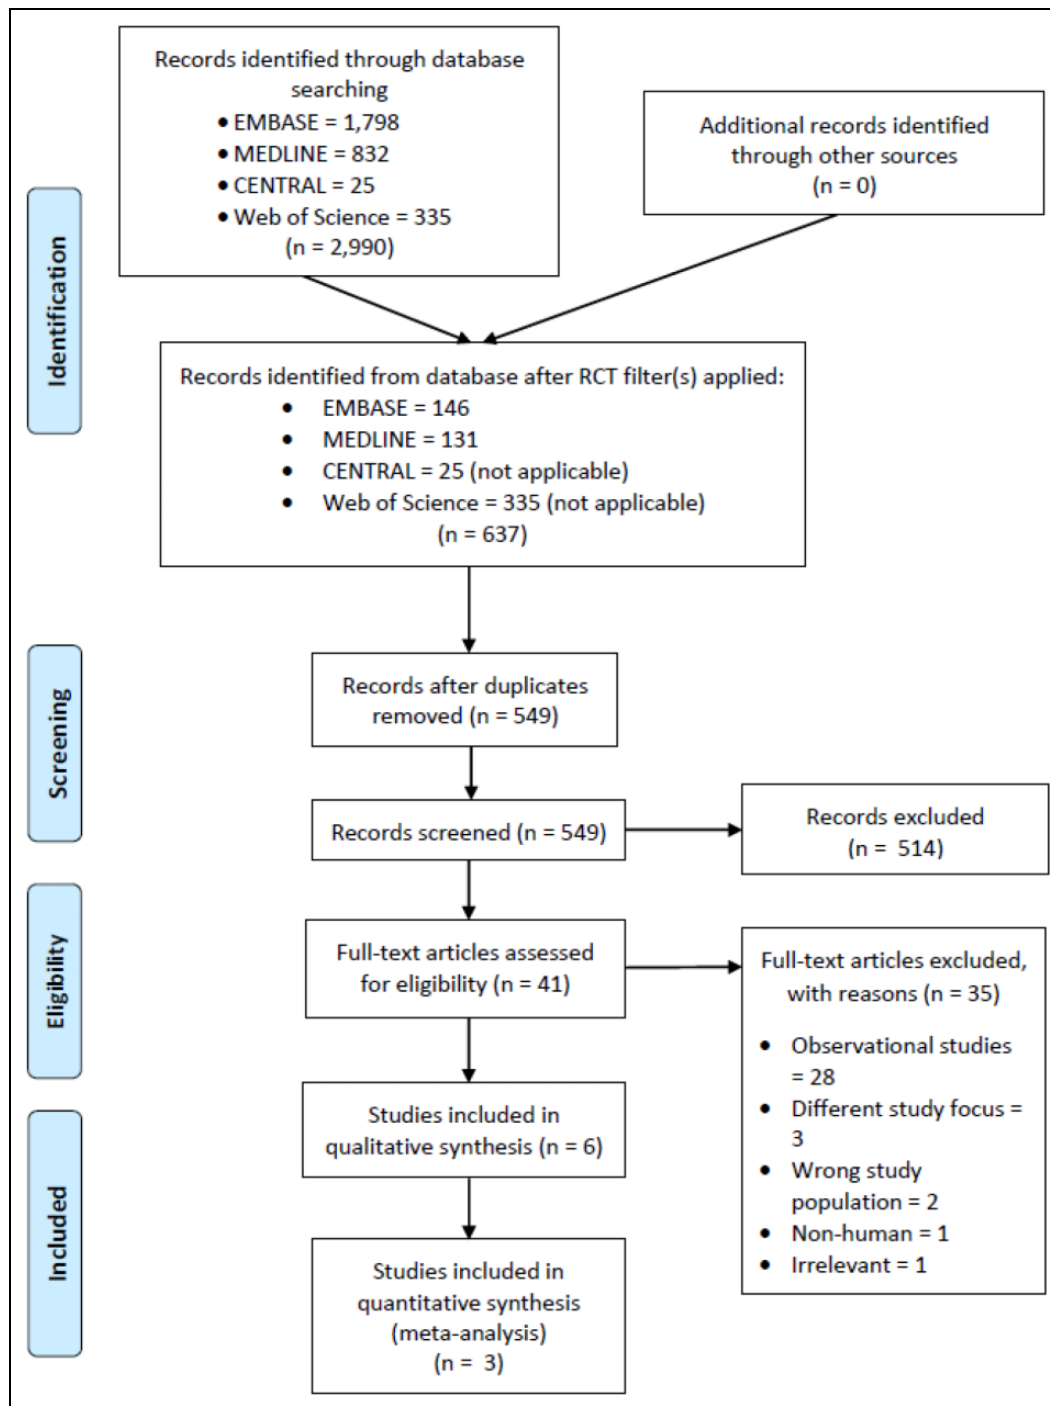 Records identified through database
searching
• EMBASE = 1,798
• MEDLINE = 832
• CENTRAL = 25
• Web of Science = 335
(n = 2,990)
Additional records identified
through other sources
(n = 0)
Identification
Records identified from database after RCT filter(s) applied:
• EMBASE = 146
• MEDLINE = 131
• CENTRAL = 25 (not applicable)
• Web of Science = 335 (not applicable)
(n = 637)
Screening
Records after duplicates
removed (n = 549)
Records screened (n = 549)
Records excluded
(n = 514)
Eligibility
Full-text articles assessed
for eligibility (n = 41)
Full-text articles excluded,
with reasons (n = 35)
• Observational studies
= 28
• Different study focus =
3
• Wrong study
population = 2
• Non-human = 1
• Irrelevant = 1
Included
Studies included in
qualitative synthesis (n = 6)
Studies included in
quantitative synthesis
(meta-analysis)
(n = 3)